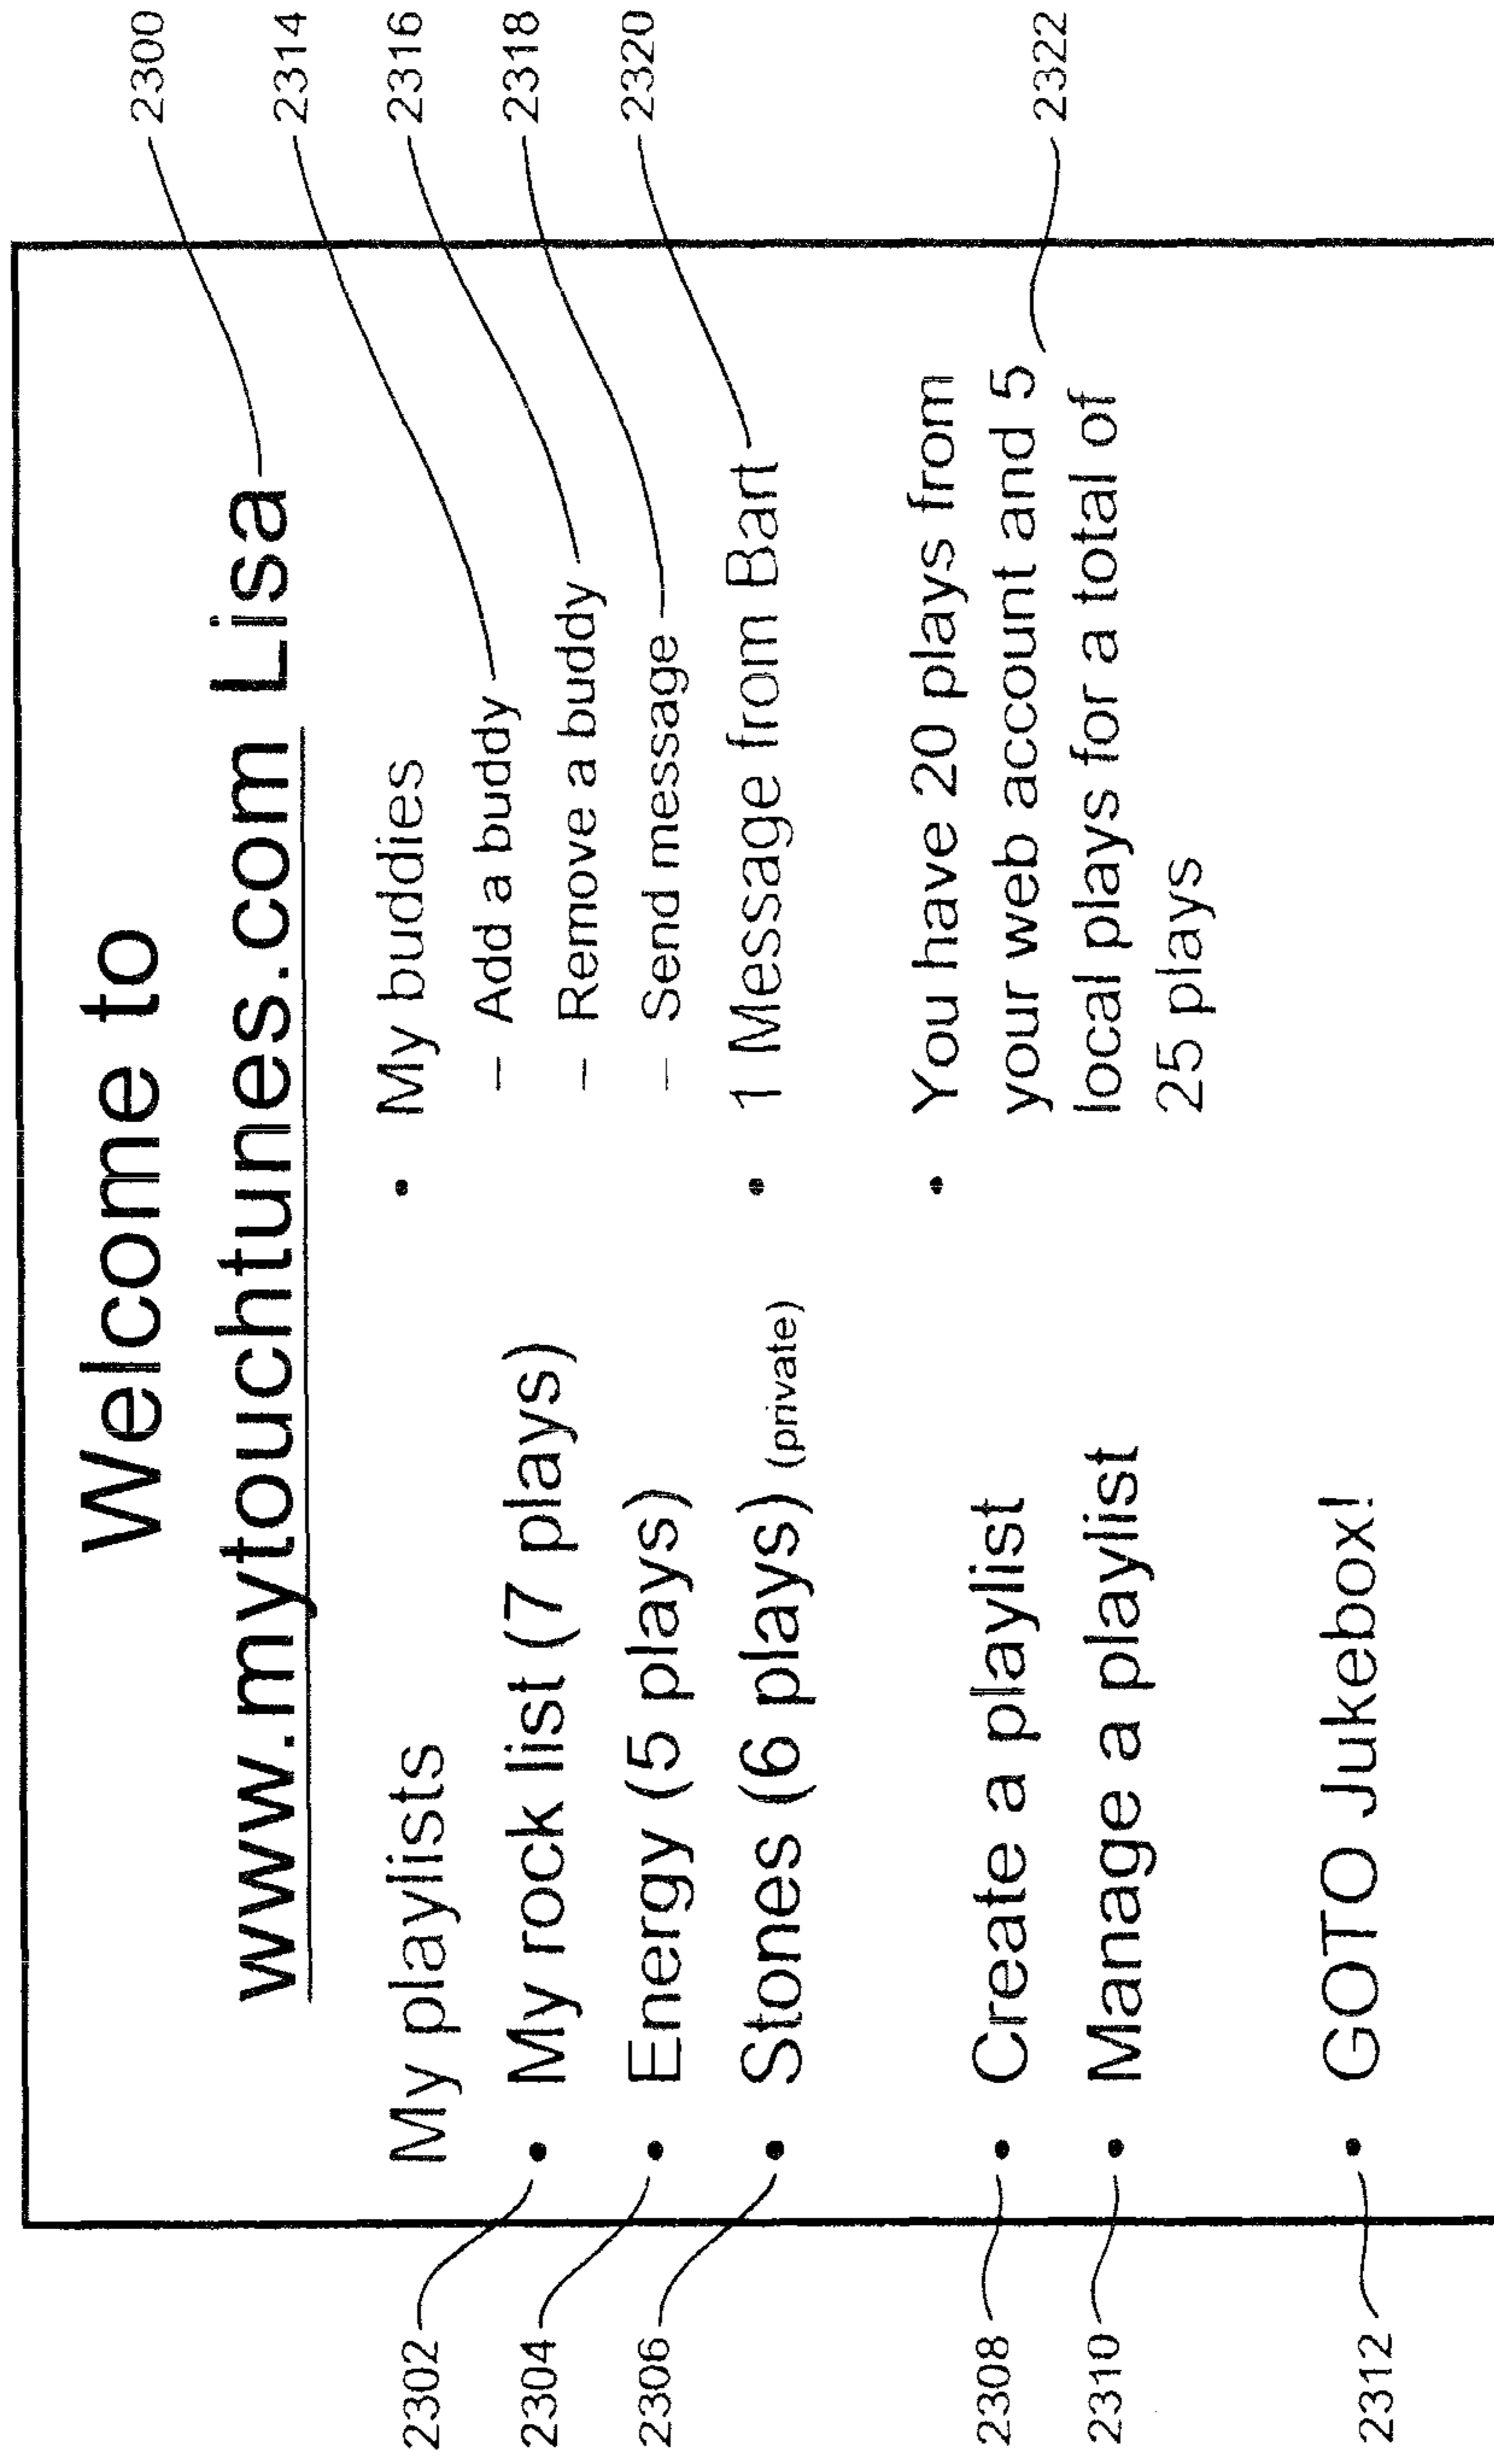 Welcome to
www.mytouchtunes.com Lisa
2300
My playlists
2302
• My rock list (7 plays)
2304
• Energy (5 plays)
2306
• Stones (6 plays) (private)
2308
• Create a playlist
2310
• Manage a playlist
2312
• GOTO Jukebox!
• My buddies
– Add a buddy
2314
– Remove a buddy
2316
– Send message
2318
• 1 Message from Bart
2320
• You have 20 plays from
your web account and 5
local plays for a total of
25 plays
2322